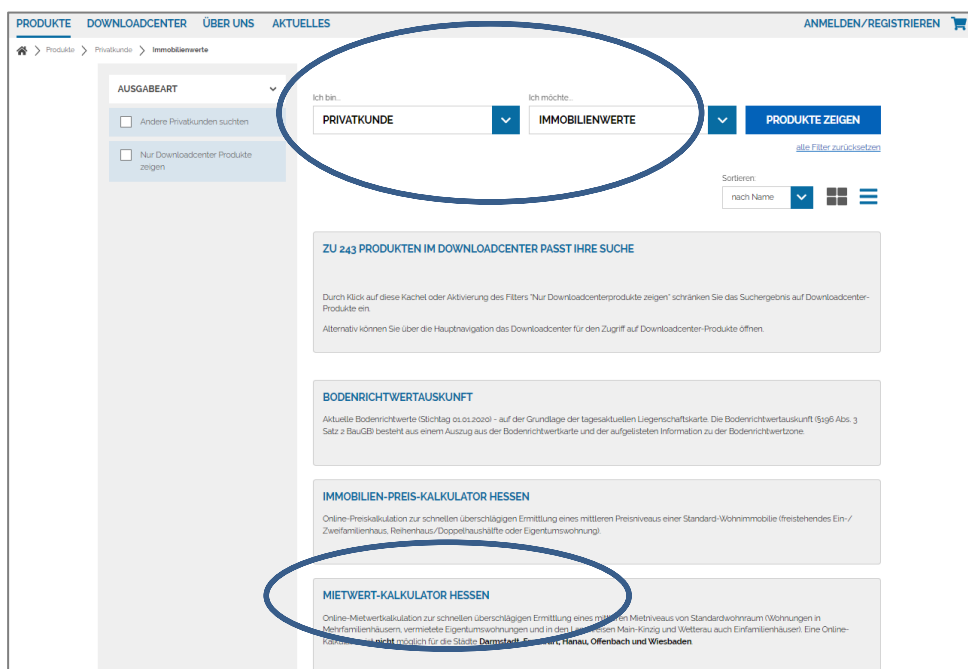 PRODUKTE DOWNLOADCENTER ÜBER UNS AKTUELLES ANMELDEN/REGISTRIEREN
Produkte Privatkunde Immobilienwerte
AUSGABEART
Andere Privatkunden suchten
Nur Downloadcenter Produkte
zeigen
Ich bin... Ich möchte...
PRIVATKUNDE IMMOBILIENWERTE PRODUKTE ZEIGEN
alle Filter zurücksetzen
Sortieren:
nach Name
ZU 243 PRODUKTEN IM DOWNLOADCENTER PASST IHRE SUCHE
Durch Klick auf diese Kachel oder Aktivierung des Filters "Nur Downloadcenterprodukte zeigen" schränken Sie das Suchergebnis auf Downloadcenter-
Produkte ein.
Alternativ können Sie über die Hauptnavigation das Downloadcenter für den Zugriff auf Downloadcenter-Produkte öffnen.
BODENRICHTWERTAUSKUNFT
Aktuelle Bodenrichtwerte (Stichtag 01.01.2020) - auf der Grundlage der tagesaktuellen Liegenschaftskarte. Die Bodenrichtwertauskunft (§196 Abs. 3
Satz 2 BauGB) besteht aus einem Auszug aus der Bodenrichtwertkarte und der aufgelisteten Information zu der Bodenrichtwertzone.
IMMOBILIEN-PREIS-KALKULATOR HESSEN
Online-Preiskalkulation zur schnellen überschlägigen Ermittlung eines mittleren Preisniveaus einer Standard-Wohnimmobilie (freistehendes Ein-/
Zweifamilienhaus, Reihenhaus/Doppelhaushälfte oder Eigentumswohnung).
MIETWERT-KALKULATOR HESSEN
Online-Mietwertkalkulation zur schnellen überschlägigen Ermittlung eines mittleren Mietniveaus von Standardwohnraum (Wohnungen in
Mehrfamilienhäusern, vermietete Eigentumswohnungen und in den Landkreisen Main-Kinzig und Wetterau auch Einfamilienhäuser). Eine Online-
nicht möglich für die Städte Darmstadt, Frankfurt, Hanau, Offenbach und Wiesbaden.